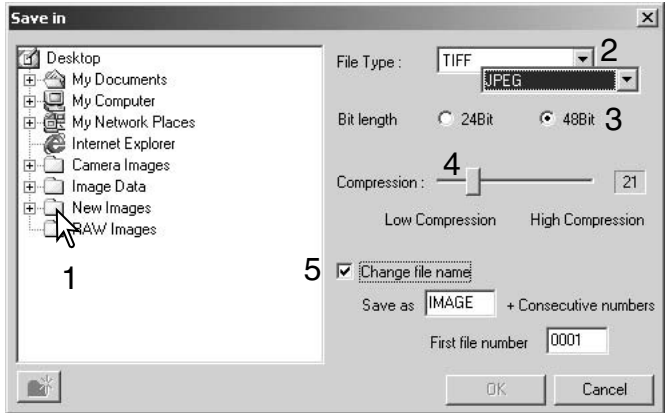 Save in
Desktop
My Documents
My Computer
My Network Places
Internet Explorer
Camera Images
Image Data
New Images
RAW Images
1
File Type :
TIFF
2
JPEG
Bit length
24Bit
48Bit
3
4
Compression :
21
Low Compression
High Compression
5
Change file name
Save as
IMAGE
+ Consecutive numbers
First file number
0001
OK
Cancel